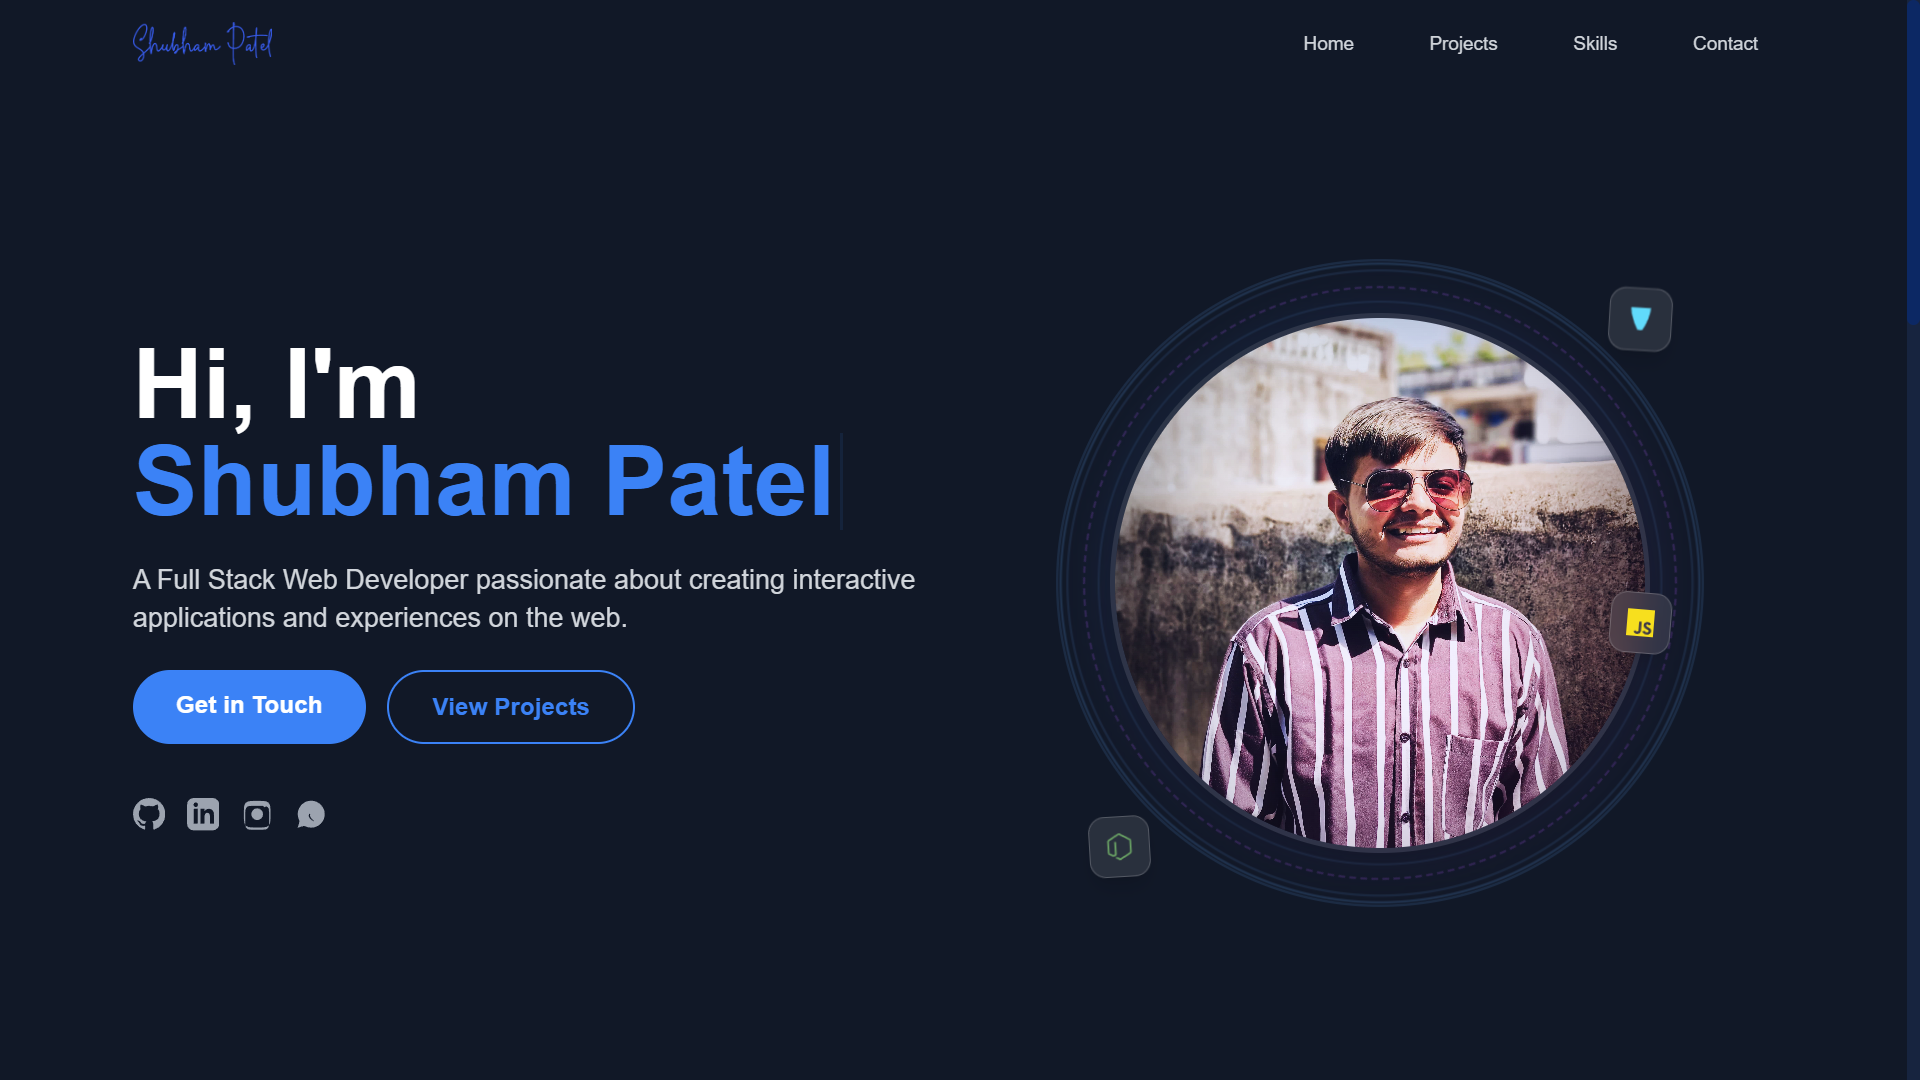 Shubham Patel
Home
Projects
Skills
Contact
Hi, I'm
Shubham Patel
A Full Stack Web Developer passionate about creating interactive
applications and experiences on the web.
Get in Touch
View Projects
in
JS